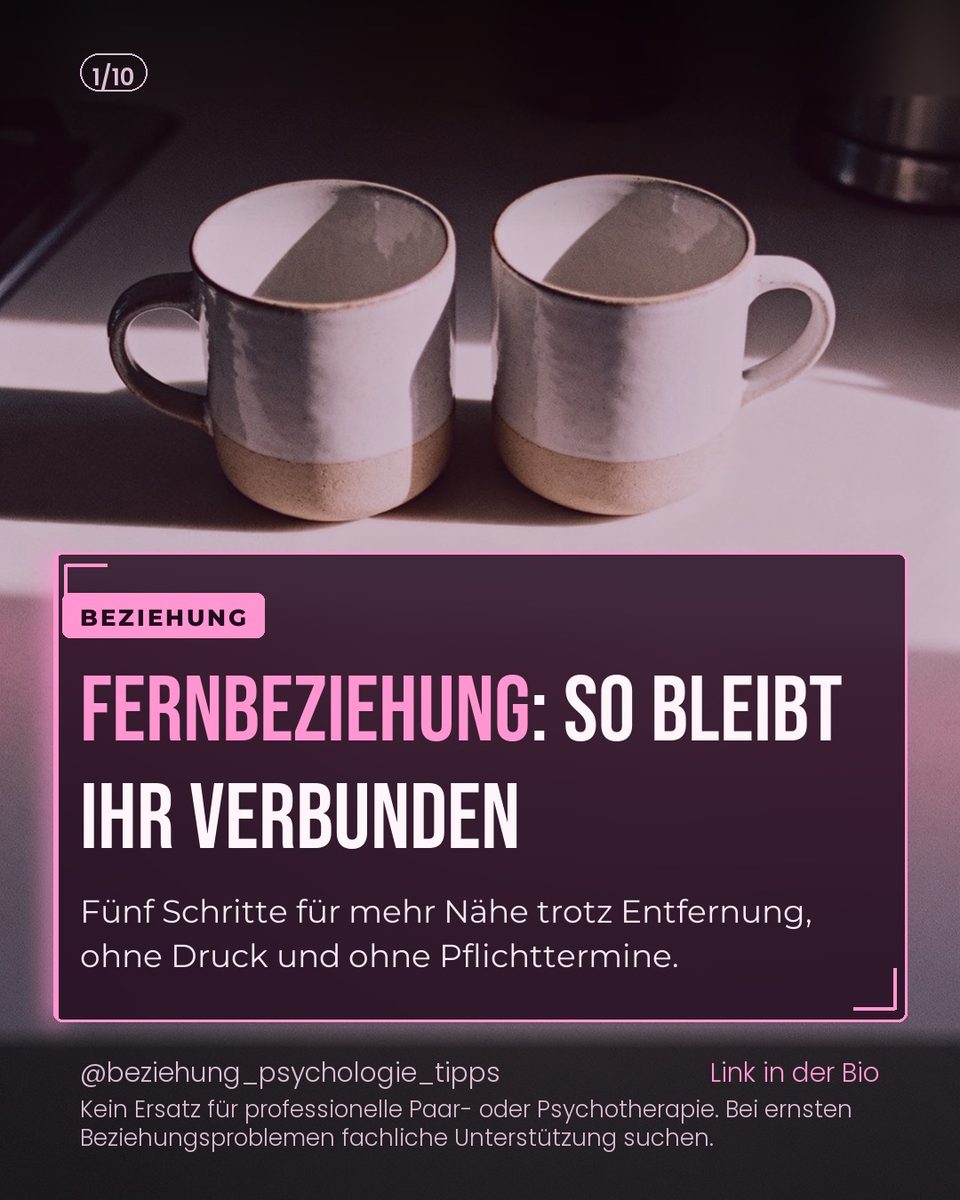 1/10
BEZIEHUNG
FERNBEZIEHUNG: SO BLEIBT
IHR VERBUNDEN
Fünf Schritte für mehr Nähe trotz Entfernung,
ohne Druck und ohne Pflichttermine.
@beziehung_psychologie_tipps
Link in der Bio
Kein Ersatz für professionelle Paar- oder Psychotherapie. Bei ernsten
Beziehungsproblemen fachliche Unterstützung suchen.